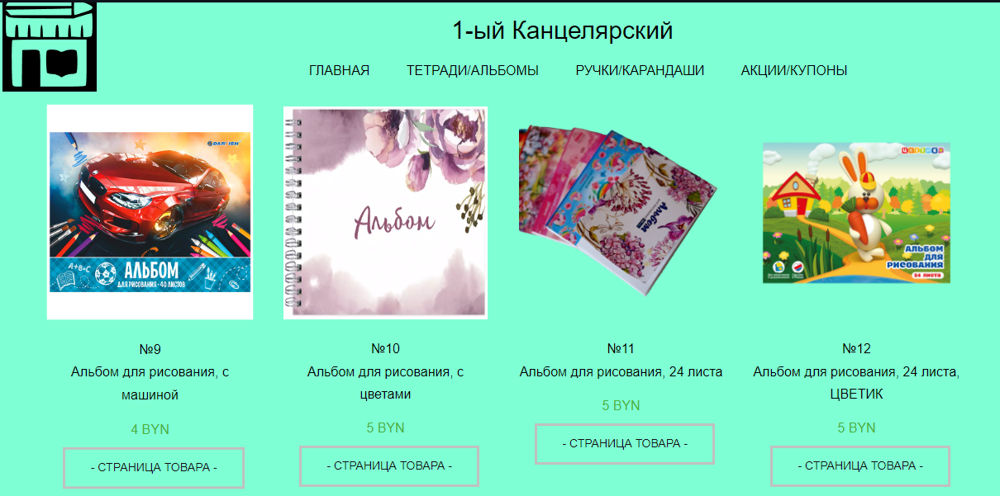 1-ый Канцелярский
ГЛАВНАЯ ТЕТРАДИ/АЛЬБОМЫ РУЧКИ/КАРАНДАШИ АКЦИИ/КУПОНЫ
DARVISH
A+B=C
АЛЬБОМ
ДЛЯ РИСОВАНИЯ • 40 ЛИСТОВ
Альбом
Альбом
ЦВЕТИК
АЛЬБОМ
ДЛЯ
РИСОВАНИЯ
24 ЛИСТА
№9
Альбом для рисования, с
машиной
4 BYN
- СТРАНИЦА ТОВАРА -
№10
Альбом для рисования, с
цветами
5 BYN
- СТРАНИЦА ТОВАРА -
№11
Альбом для рисования, 24 листа
5 BYN
- СТРАНИЦА ТОВАРА -
№12
Альбом для рисования, 24 листа,
ЦВЕТИК
5 BYN
- СТРАНИЦА ТОВАРА -